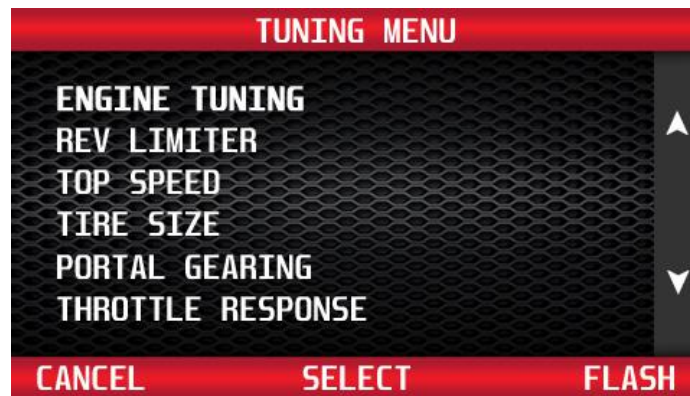 TUNING MENU
ENGINE TUNING
REV LIMITER
TOP SPEED
TIRE SIZE
PORTAL GEARING
THROTTLE RESPONSE
CANCEL SELECT FLASH